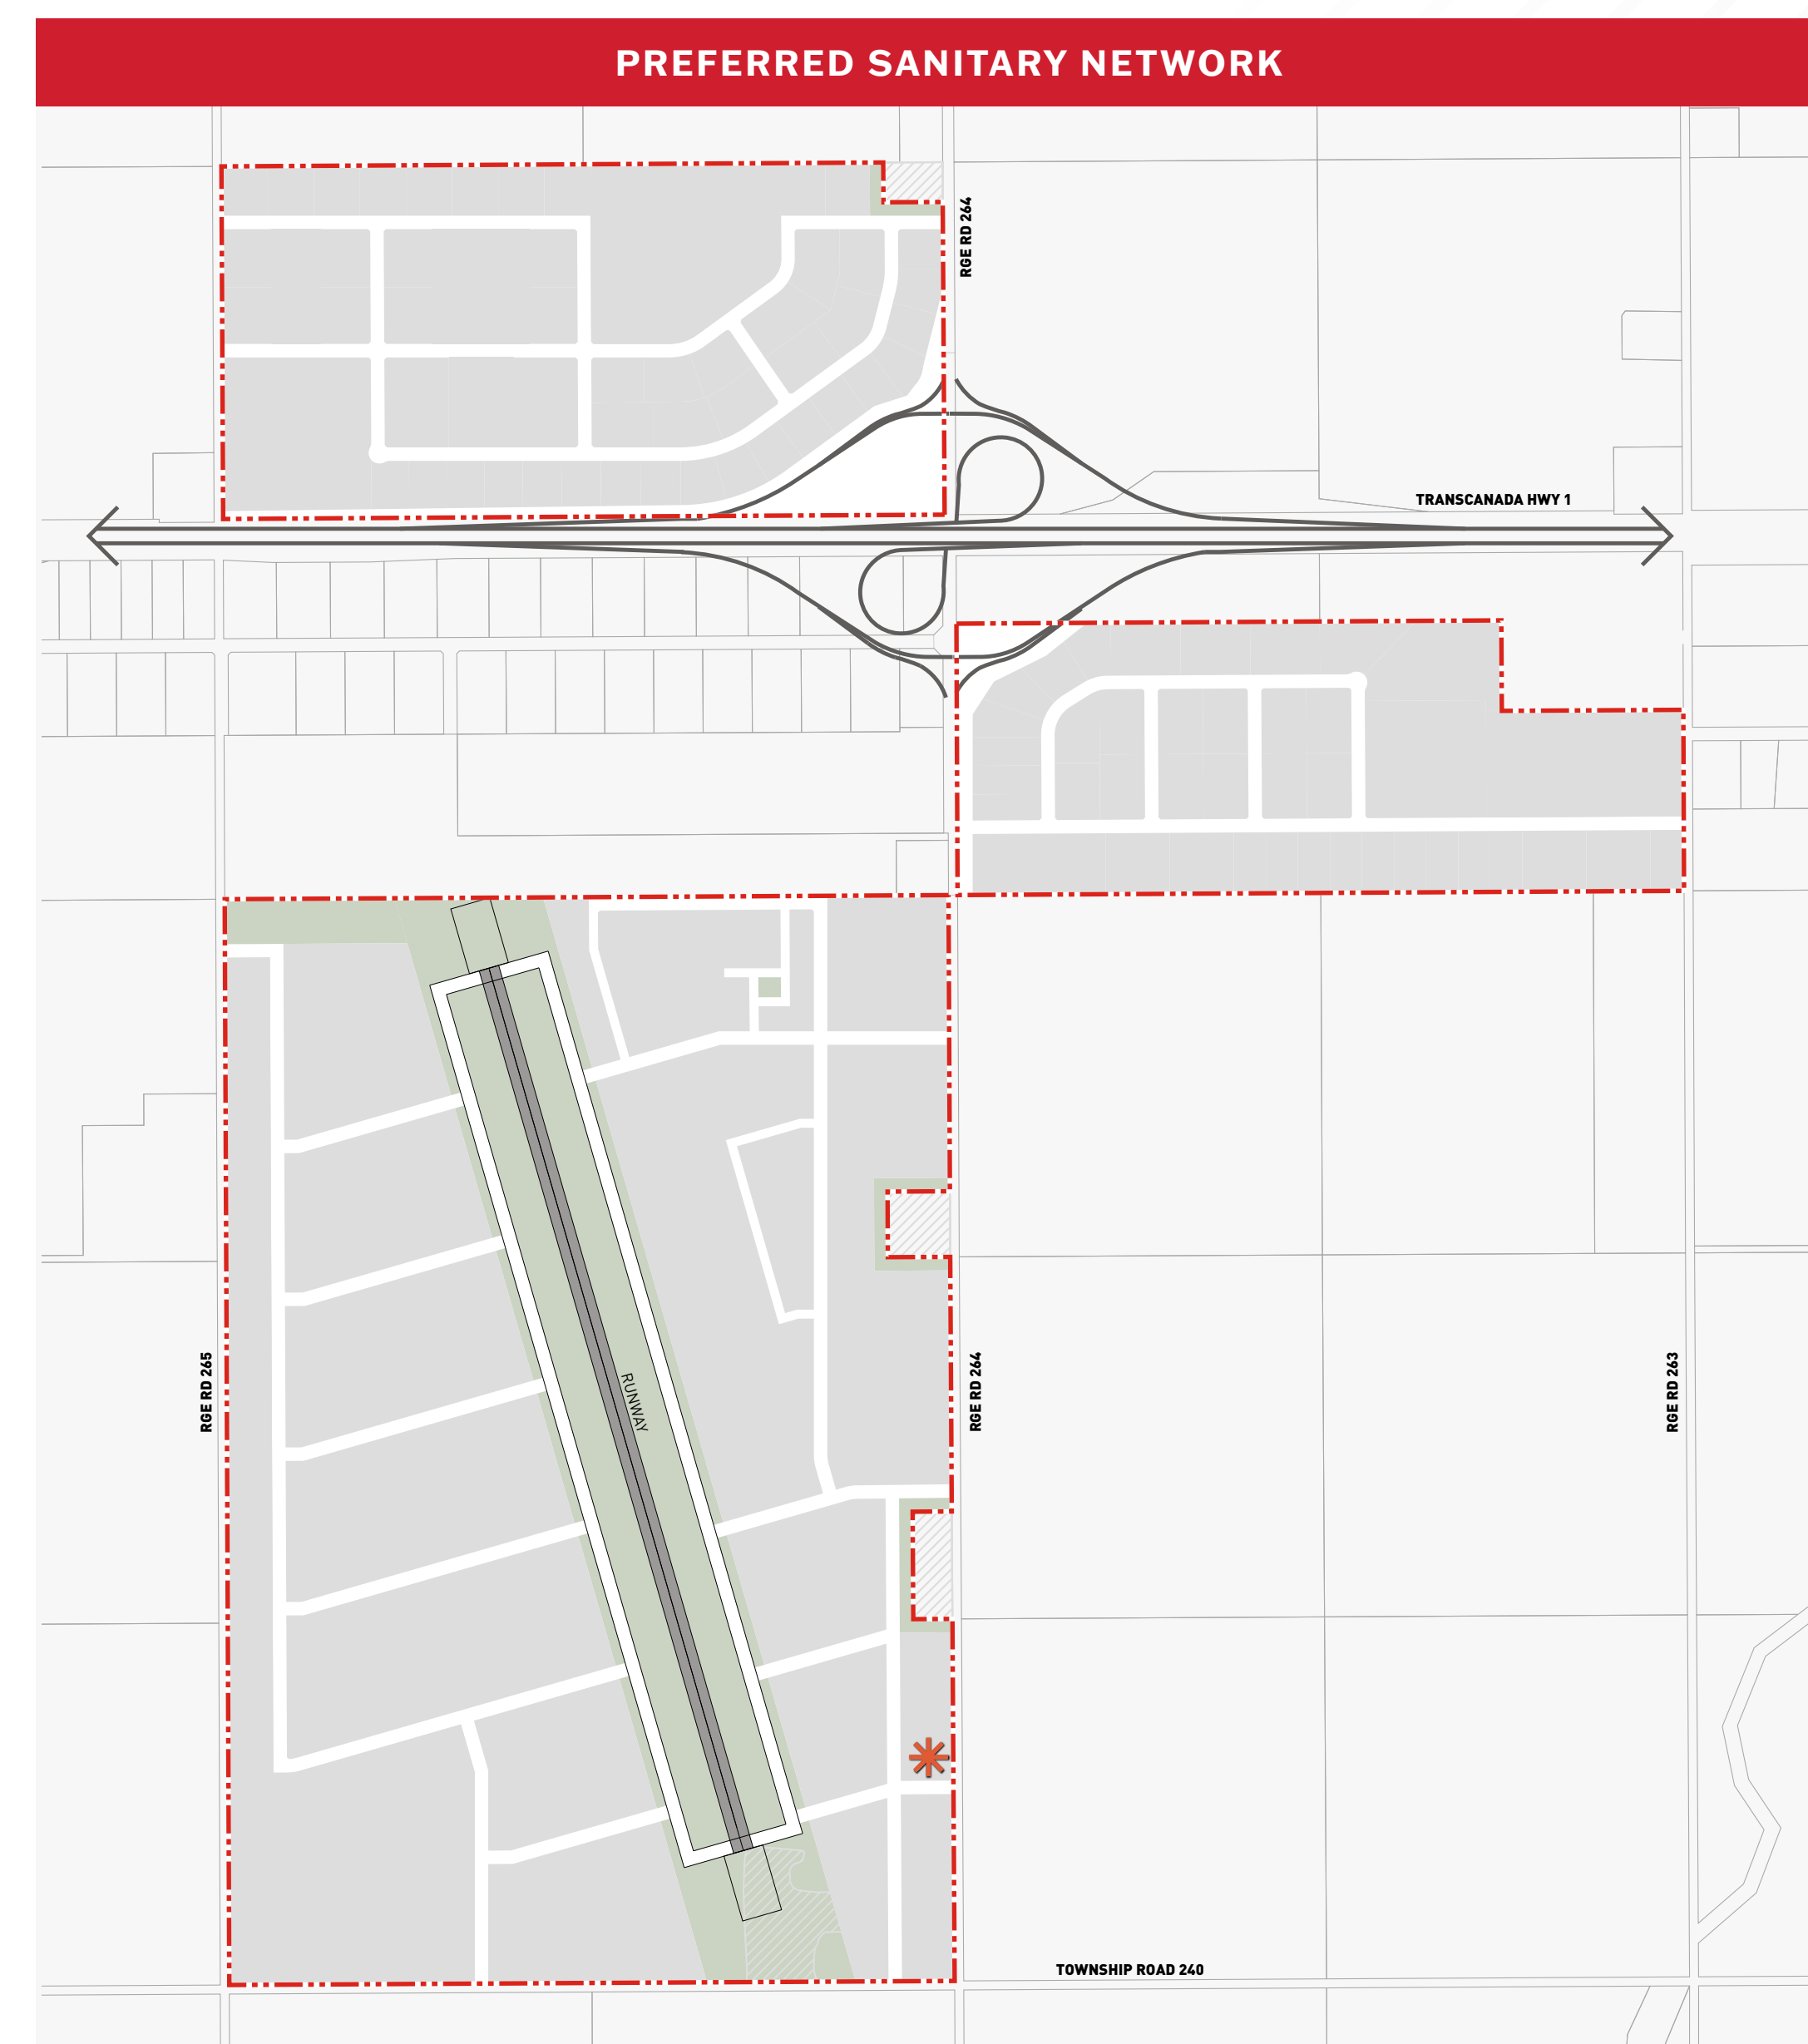 PREFERRED SANITARY NETWORK
RGE RD 264
TRANSCANADA HWY 1
RGE RD 265
RUNWAY
RGE RD 264
RGE RD 263
TOWNSHIP ROAD 240